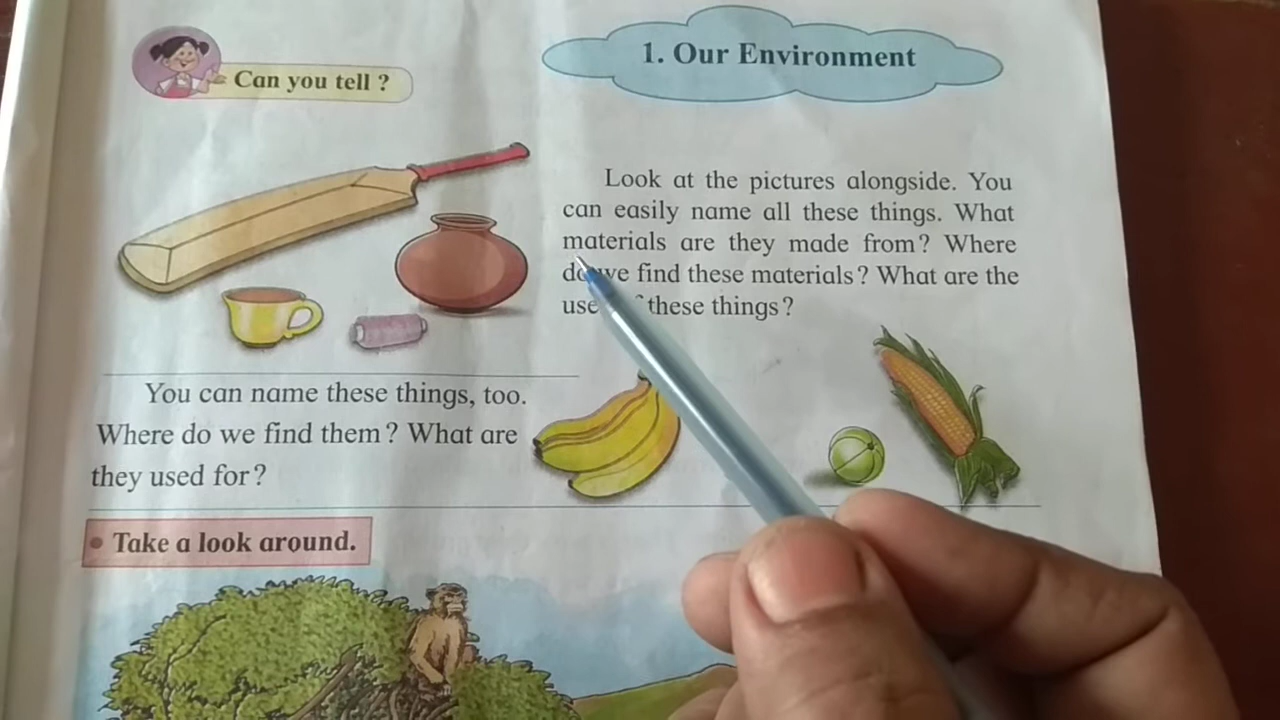 Can you tell ?
1. Our Environment
Look at the pictures alongside. You
can easily name all these things. What
materials are they made from? Where
do we find these materials? What are the
these things?
You can name these things, too.
Where do we find them? What are
they used for?
• Take a look around.